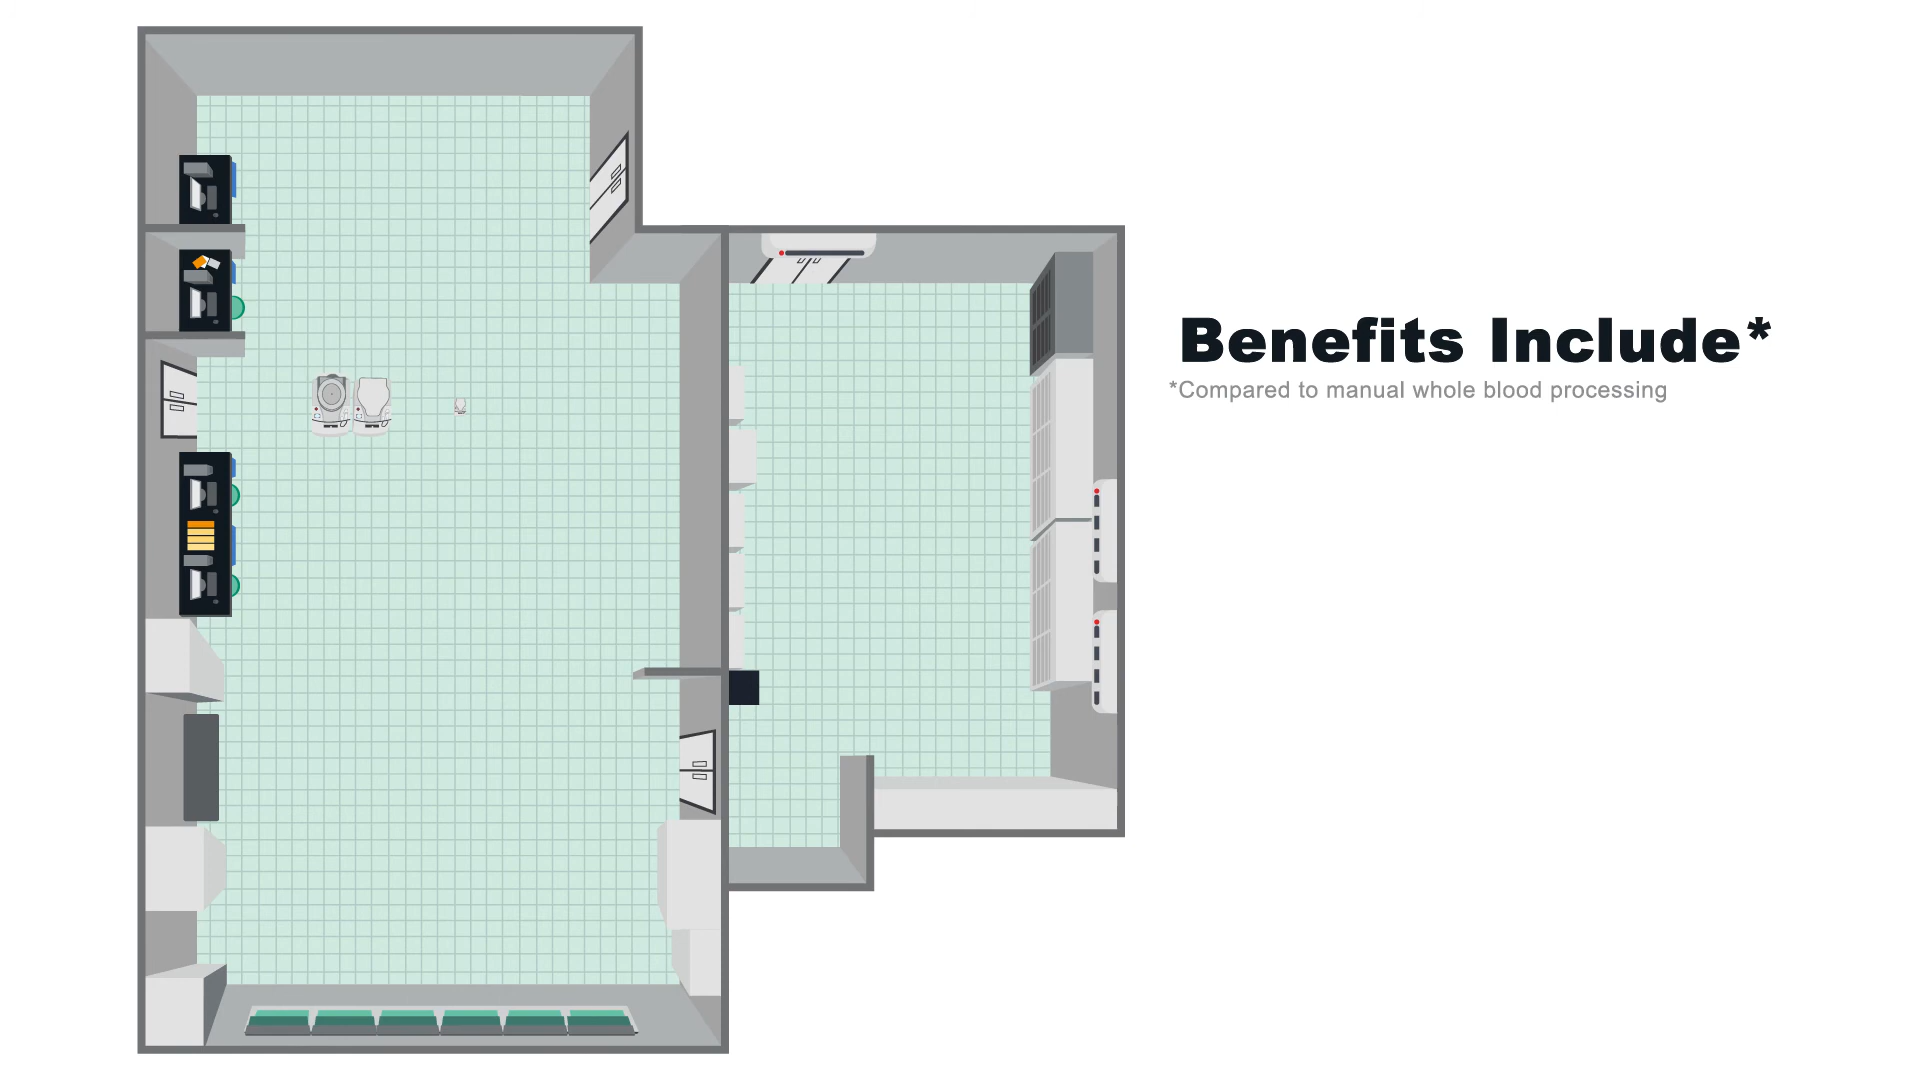 Benefits Include*
*Compared to manual whole blood processing